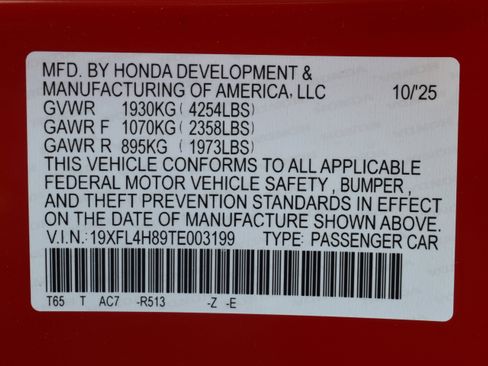 MFD. BY HONDA DEVELOPMENT &
MANUFACTURING OF AMERICA, LLC 10/'25
GVWR 1930KG ( 4254LBS)
GAWR F 1070KG ( 2358LBS)
GAWR R 895KG ( 1973LBS)
THIS VEHICLE CONFORMS TO ALL APPLICABLE
FEDERAL MOTOR VEHICLE SAFETY , BUMPER,
AND THEFT PREVENTION STANDARDS IN EFFECT
ON THE DATE OF MANUFACTURE SHOWN ABOVE.
V.I.N.: 19XFL4H89TE003199 TYPE: PASSENGER CAR
T65 T AC7 -R513 -Z -E